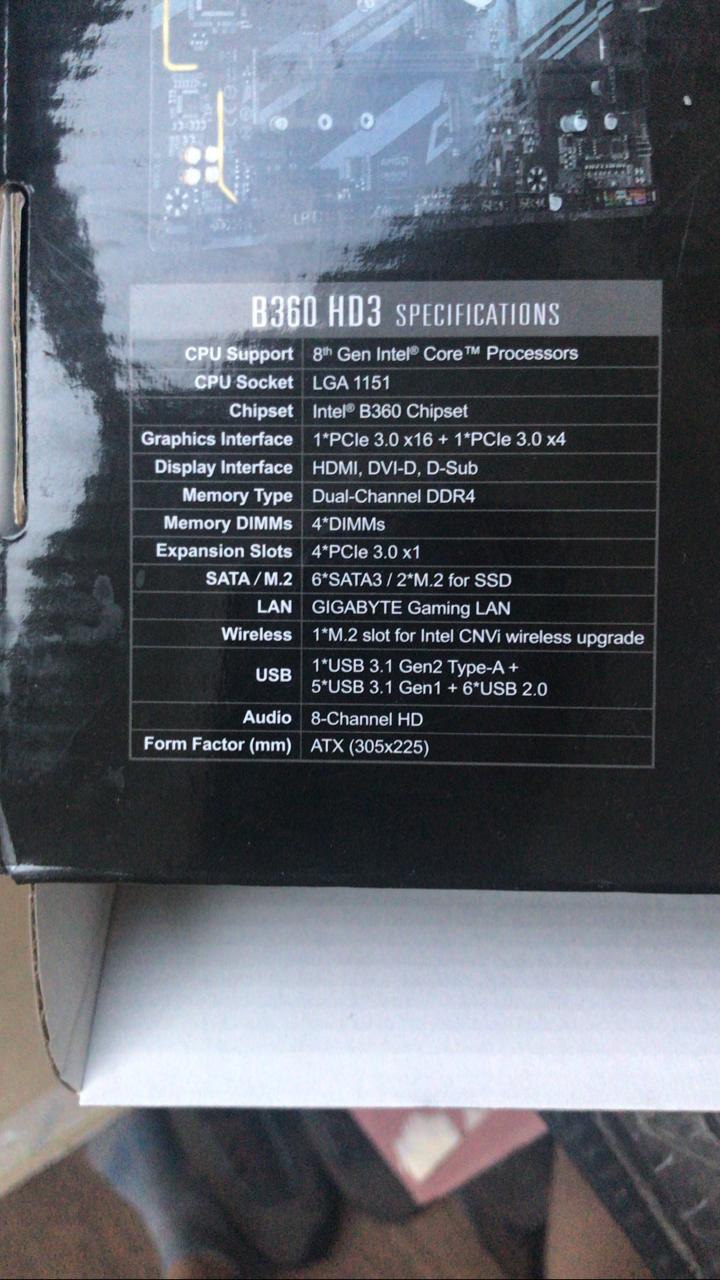 B360 HD3 SPECIFICATIONS
CPU Support 8th Gen Intel® Core™ Processors
CPU Socket LGA 1151
Chipset Intel® B360 Chipset
Graphics Interface 1*PCIe 3.0 x16 + 1*PCIe 3.0 x4
Display Interface HDMI, DVI-D, D-Sub
Memory Type Dual-Channel DDR4
Memory DIMMs 4*DIMMs
Expansion Slots 4*PCIe 3.0 x1
SATA / M.2 6*SATA3 / 2*M.2 for SSD
LAN GIGABYTE Gaming LAN
Wireless 1*M.2 slot for Intel CNVi wireless upgrade
USB 1*USB 3.1 Gen2 Type-A +
5*USB 3.1 Gen1 + 6*USB 2.0
Audio 8-Channel HD
Form Factor (mm) ATX (305x225)